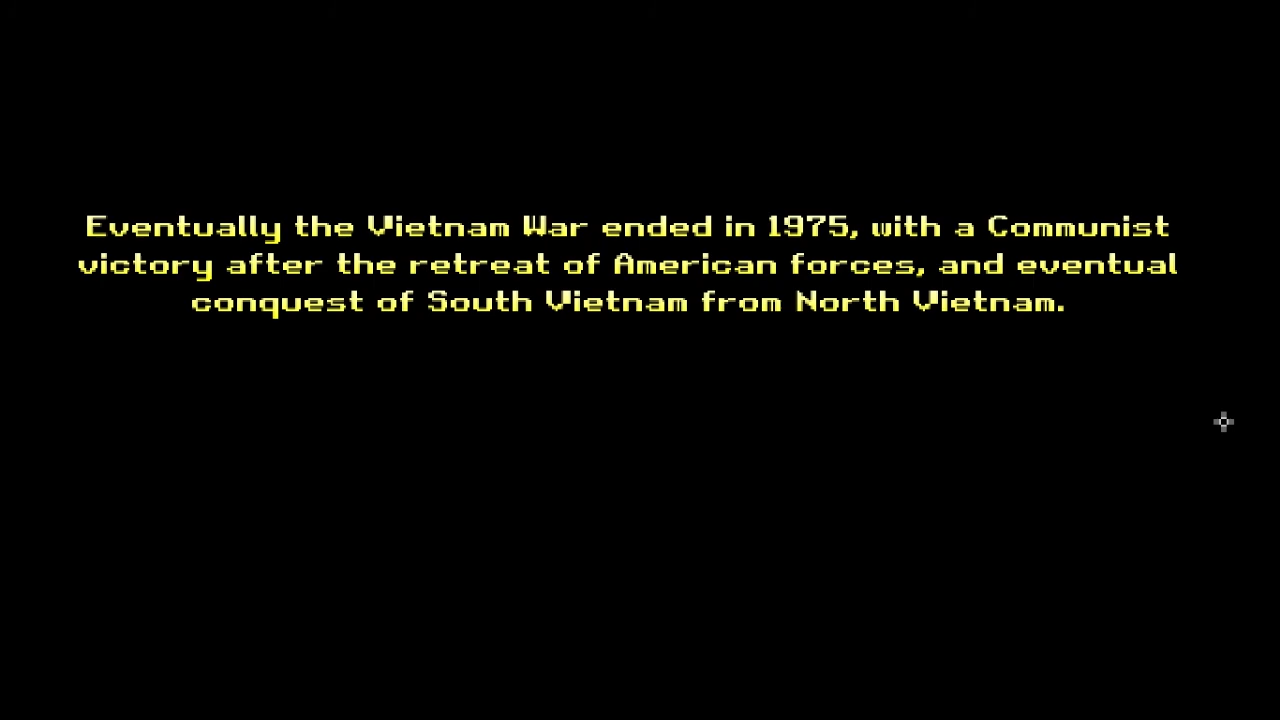 Eventually the Vietnam War ended in 1975, with a Communist
victory after the retreat of American forces, and eventual
conquest of South Vietnam from North Vietnam.